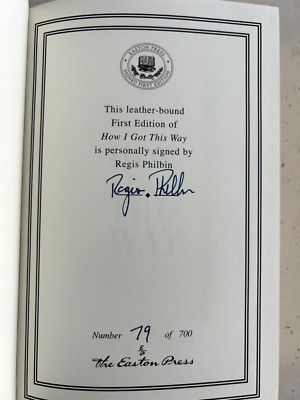 EASTON PRESS
SIGNED FIRST EDITION
This leather-bound
First Edition of
How I Got This Way
is personally signed by
Regis Philbin
Regis Philbin
Number 79 of 700
The Easton Press